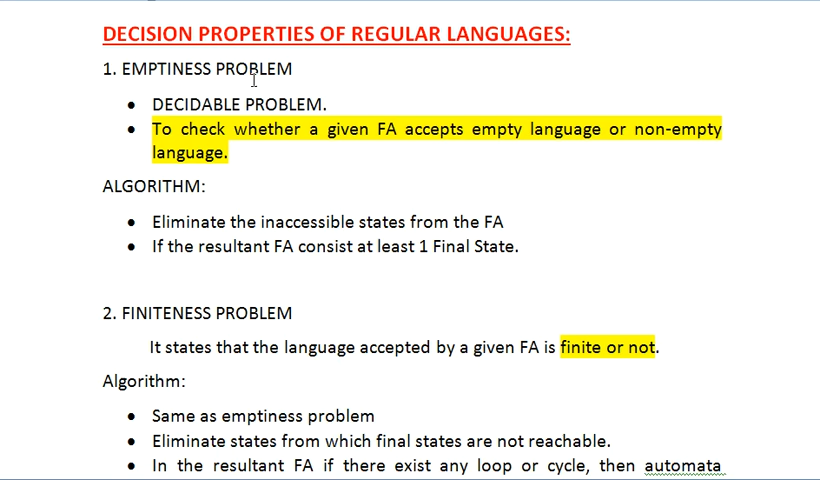 DECISION PROPERTIES OF REGULAR LANGUAGES:
1. EMPTINESS PROBLEM
• DECIDABLE PROBLEM.
• To check whether a given FA accepts empty language or non-empty
language.
ALGORITHM:
• Eliminate the inaccessible states from the FA
• If the resultant FA consist at least 1 Final State.
2. FINITENESS PROBLEM
It states that the language accepted by a given FA is finite or not.
Algorithm:
• Same as emptiness problem
• Eliminate states from which final states are not reachable.
• In the resultant FA if there exist any loop or cycle, then automata